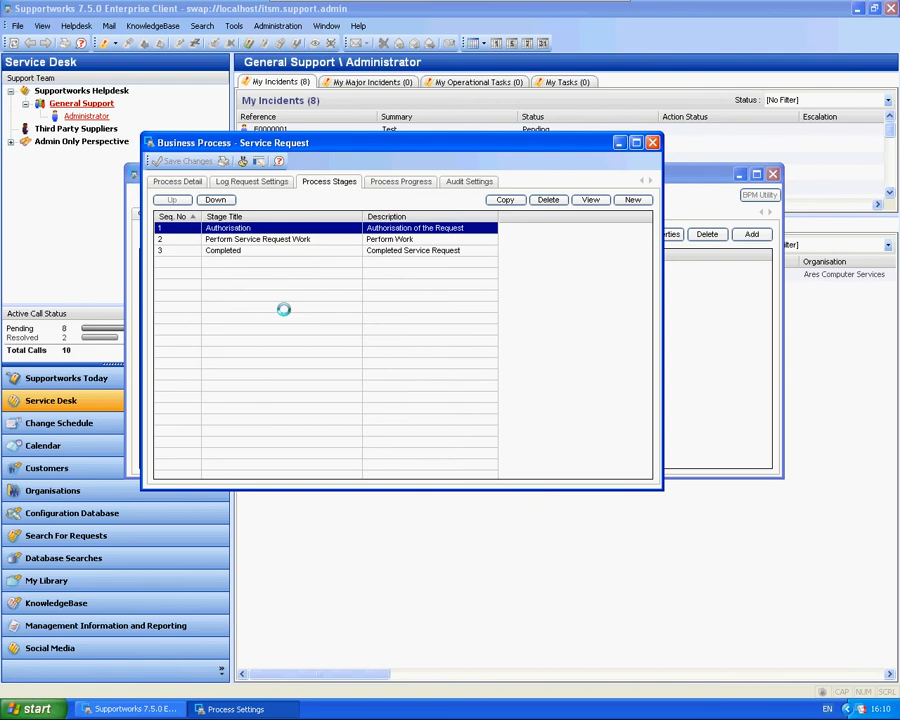 Supportworks 7.5.0 Enterprise Client - swap://localhost/itsm.support.admin
File View Helpdesk Mail KnowledgeBase Search Tools Administration Window Help
Service Desk
Support Team
Supportworks Helpdesk
General Support
Administrator
Third Party Suppliers
Admin Only Perspective
General Support \ Administrator
My Incidents (8) My Major Incidents (0) My Operational Tasks (0) My Tasks (0)
My Incidents (8) Status : [No Filter]
Reference Summary Status Action Status Escalation
F0000001 Test Pending
Business Process - Service Request
Save Changes
Process Detail Log Request Settings Process Stages Process Progress Audit Settings
Up Down Copy Delete View New
Seq. No Stage Title Description
1 Authorisation Authorisation of the Request
2 Perform Service Request Work Perform Work
3 Completed Completed Service Request
BPM Utility
Delete Add
Organisation
Ares Computer Services
Active Call Status
Pending 8
Resolved 2
Total Calls 10
Supportworks Today
Service Desk
Change Schedule
Calendar
Customers
Organisations
Configuration Database
Search For Requests
Database Searches
My Library
KnowledgeBase
Management Information and Reporting
Social Media
CAP NUM SCRL
start Supportworks 7.5.0 E... Process Settings EN 16:10